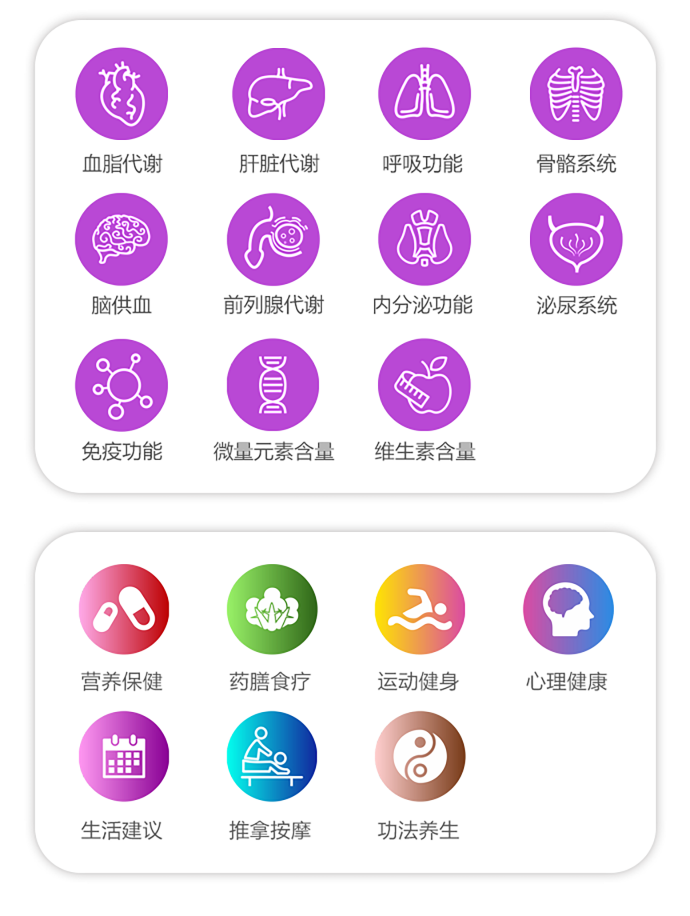 血脂代谢
肝脏代谢
呼吸功能
骨骼系统
脑供血
前列腺代谢
内分泌功能
泌尿系统
免疫功能
微量元素含量
维生素含量
营养保健
药膳食疗
运动健身
心理健康
生活建议
推拿按摩
功法养生